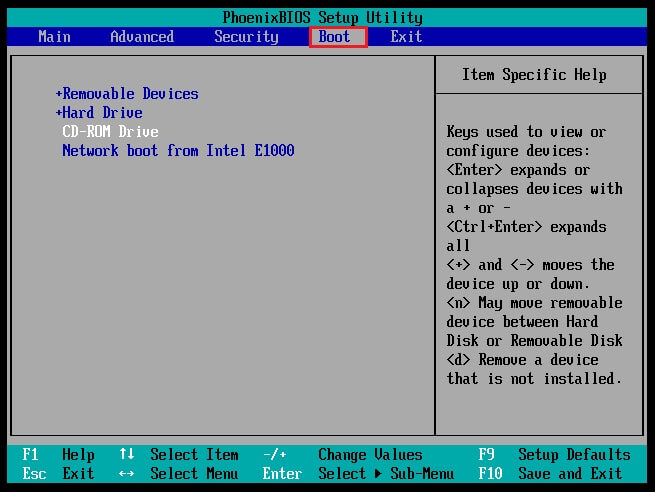 PhoenixBIOS Setup Utility
Main Advanced Security Boot Exit
+Removable Devices
+Hard Drive
CD-ROM Drive
Network boot from Intel E1000
Item Specific Help
Keys used to view or
configure devices:
<Enter> expands or
collapses devices with
a + or -
<Ctrl+Enter> expands
all
<+> and <-> moves the
device up or down.
<n> May move removable
device between Hard
Disk or Removable Disk
<d> Remove a device
that is not installed.
F1 Help ↑↓ Select Item -/+ Change Values F9 Setup Defaults
Esc Exit ↔ Select Menu Enter Select ▶ Sub-Menu F10 Save and Exit